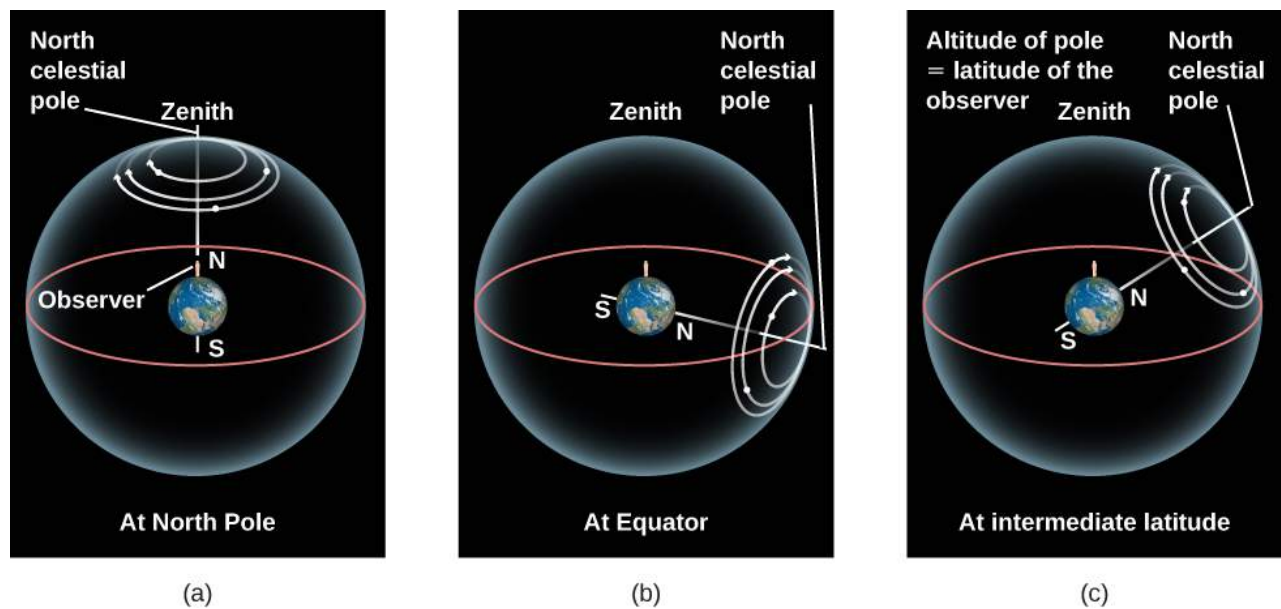 North
celestial
pole
Zenith
N
Observer
S
At North Pole
(a)
North
celestial
pole
Zenith
S
N
At Equator
(b)
Altitude of pole
= latitude of the
observer
North
celestial
pole
Zenith
N
S
At intermediate latitude
(c)